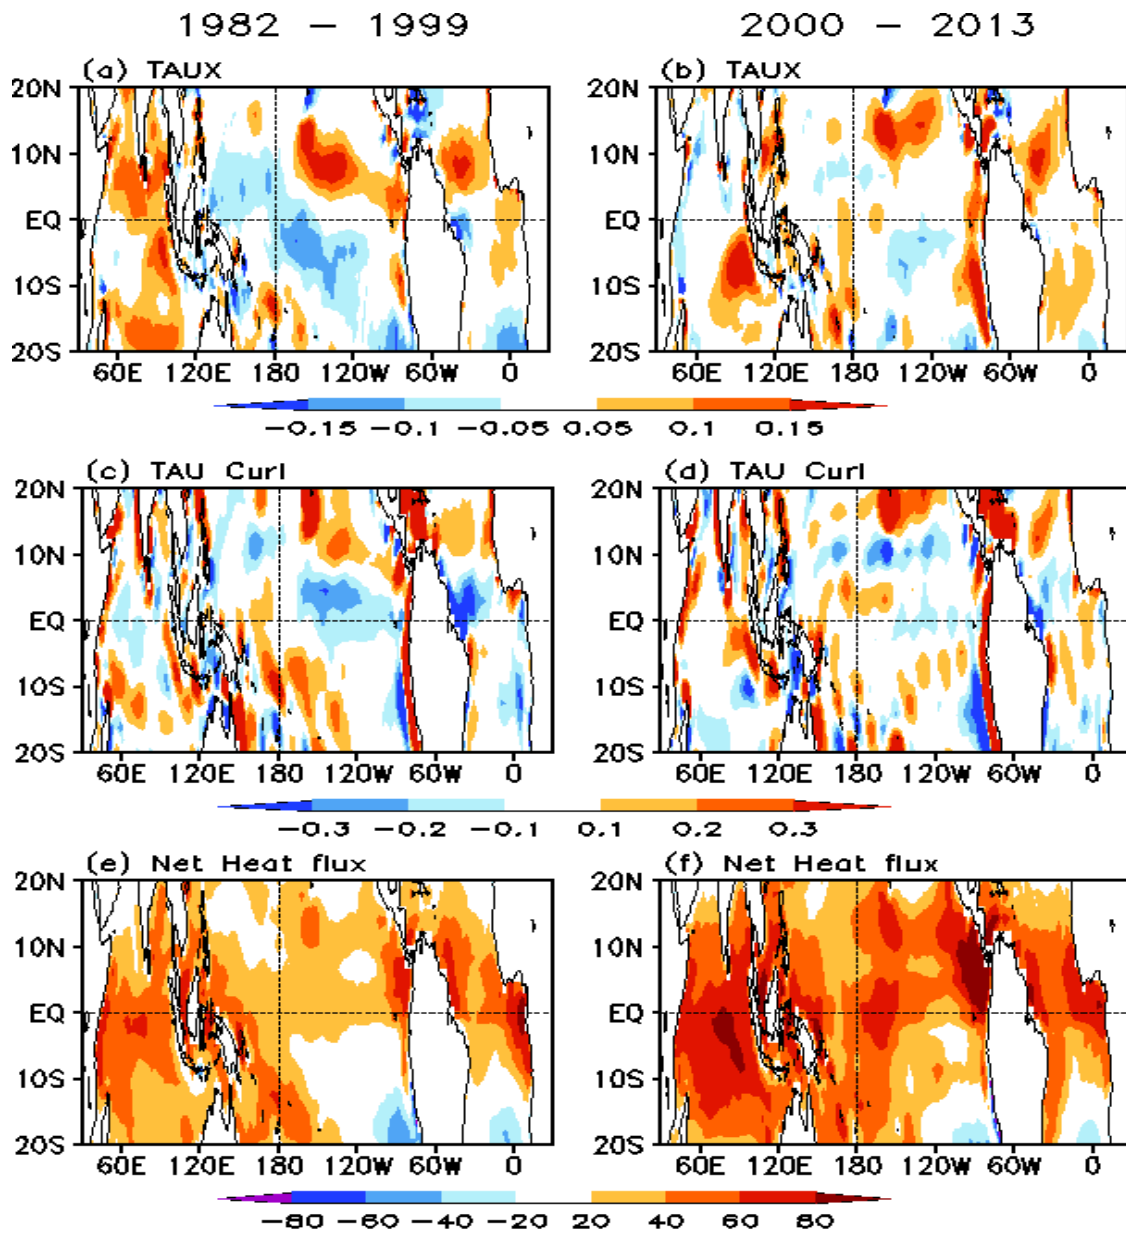 1982 – 1999 2000 – 2013
(a) TAUX (b) TAUX
20N 20N
10N 10N
EQ EQ
10S 10S
20S 20S
60E 120E 180 120W 60W 0 60E 120E 180 120W 60W 0
−0.15 −0.1 −0.05 0.05 0.1 0.15
(c) TAU Curl (d) TAU Curl
20N 20N
10N 10N
EQ EQ
10S 10S
20S 20S
60E 120E 180 120W 60W 0 60E 120E 180 120W 60W 0
−0.3 −0.2 −0.1 0.1 0.2 0.3
(e) Net Heat flux (f) Net Heat flux
20N 20N
10N 10N
EQ EQ
10S 10S
20S 20S
60E 120E 180 120W 60W 0 60E 120E 180 120W 60W 0
−80 −60 −40 −20 20 40 60 80